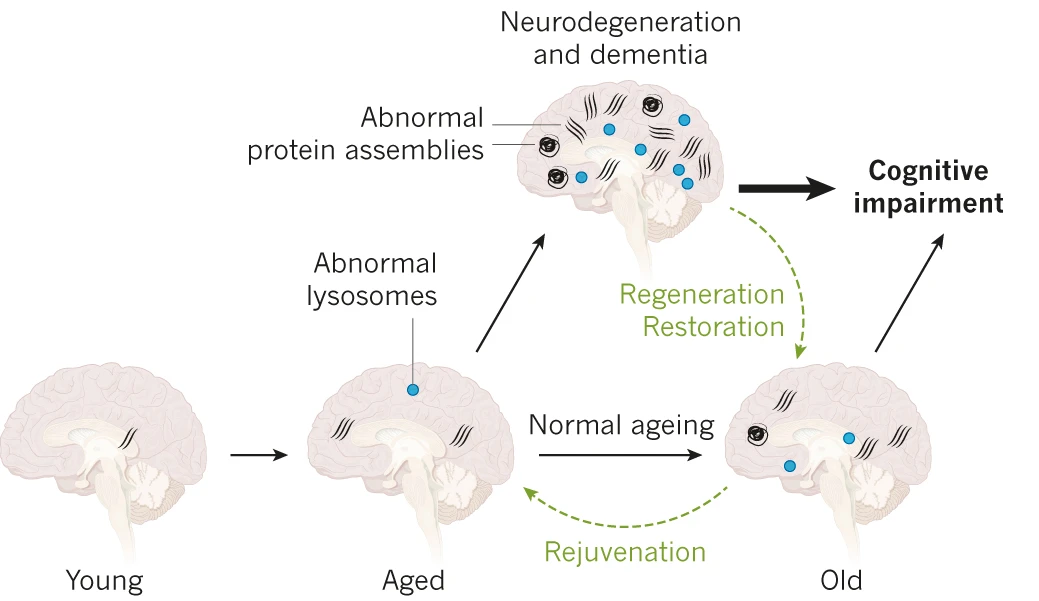 Neurodegeneration
and dementia
Abnormal
protein assemblies
Cognitive
impairment
Abnormal
lysosomes
Regeneration
Restoration
Normal ageing
Rejuvenation
Young
Aged
Old